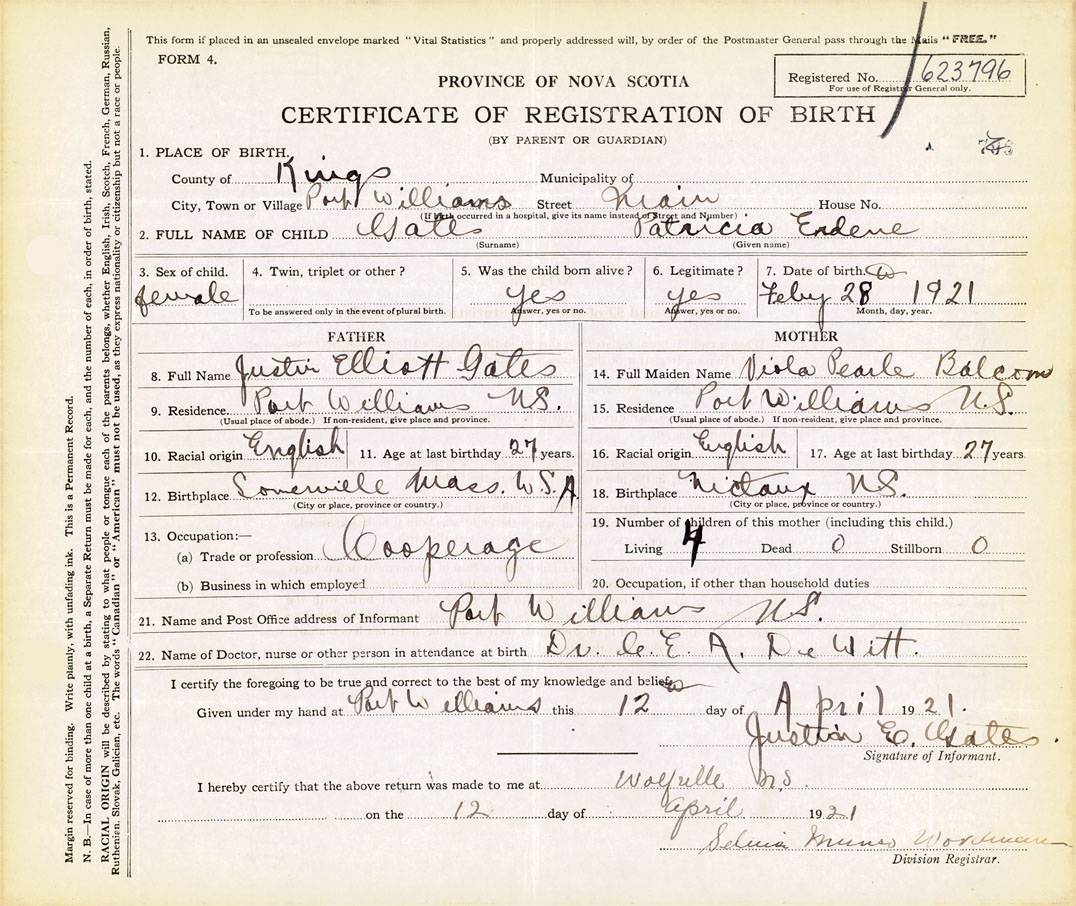 This form if placed in an unsealed envelope marked "Vital Statistics" and properly addressed will, by order of the Postmaster General pass through the Mails "FREE."
FORM 4.
Registered No. 623796
For use of Registrar General only.
PROVINCE OF NOVA SCOTIA
CERTIFICATE OF REGISTRATION OF BIRTH
(BY PARENT OR GUARDIAN)
1. PLACE OF BIRTH,
County of Kings Municipality of
City, Town or Village Port Williams Street Main House No.
(If birth occurred in a hospital, give its name instead of Street and Number)
2. FULL NAME OF CHILD Gates Patricia Erdene
(Surname) (Given name)
3. Sex of child. 4. Twin, triplet or other? 5. Was the child born alive? 6. Legitimate? 7. Date of birth.
female yes yes Feby 28 1921
To be answered only in the event of plural birth. Answer, yes or no. Answer, yes or no. Month, day, year.
FATHER
8. Full Name Justin Elliott Gates
9. Residence. Port Williams N.S.
(Usual place of abode.) If non-resident, give place and province.
10. Racial origin English 11. Age at last birthday 27 years.
12. Birthplace Somerville Mass. U.S.A
(City or place, province or country.)
13. Occupation:—
(a) Trade or profession Cooperage
(b) Business in which employed
MOTHER
14. Full Maiden Name Viola Pearle Balcom
15. Residence Port Williams N.S.
(Usual place of abode.) If non-resident, give place and province.
16. Racial origin English 17. Age at last birthday 27 years
18. Birthplace Nictaux N.S.
(City or place, province or country.)
19. Number of children of this mother (including this child.)
Living 4 Dead 0 Stillborn 0
20. Occupation, if other than household duties
21. Name and Post Office address of Informant Port Williams N.S.
22. Name of Doctor, nurse or other person in attendance at birth Dr. C. E. A. De Witt.
I certify the foregoing to be true and correct to the best of my knowledge and belief
Given under my hand at Port Williams this 12 day of April 1921.
Justin E. Gates.
Signature of Informant.
I hereby certify that the above return was made to me at Wolfville N.S.
on the 12 day of April 1921
Selina Munro Woodman
Division Registrar.
Margin reserved for binding. Write plainly, with unfading ink. This is a Permanent Record.
N. B.—In case of more than one child at a birth, a Separate Return must be made for each, and the number of each, in order of birth, stated.
RACIAL ORIGIN will be described by stating to what people or tongue each of the parents belongs, whether English, Irish, Scotch, French, German, Russian,
Ruthenian, Slovak, Galician, etc. The words "Canadian" or "American" must not be used, as they express nationality or citizenship but not a race or people.